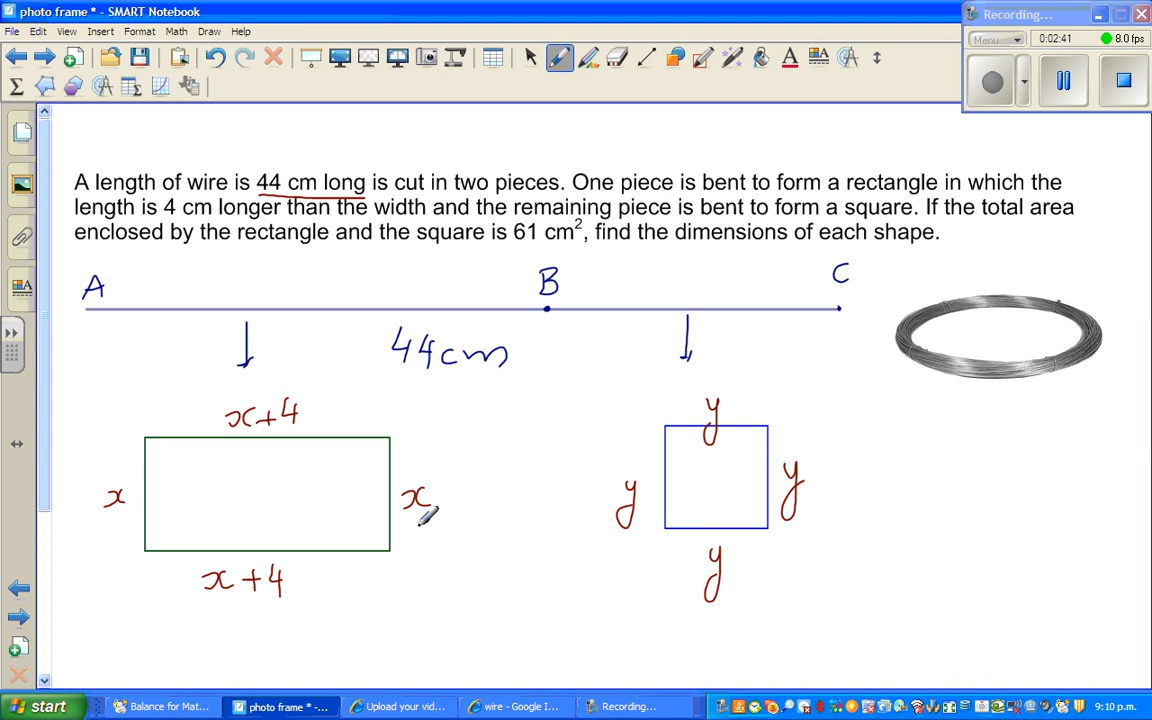 photo frame * - SMART Notebook
Recording...
File Edit View Insert Format Math Draw Help
Menu 0:02:41 8.0 fps
A length of wire is 44 cm long is cut in two pieces. One piece is bent to form a rectangle in which the
length is 4 cm longer than the width and the remaining piece is bent to form a square. If the total area
enclosed by the rectangle and the square is 61 cm², find the dimensions of each shape.
A B C
44cm
x+4 y
x x y y
x+4 y
start Balance for Mat... photo frame * -... Upload your vid... wire - Google I... Recording... 9:10 p.m.